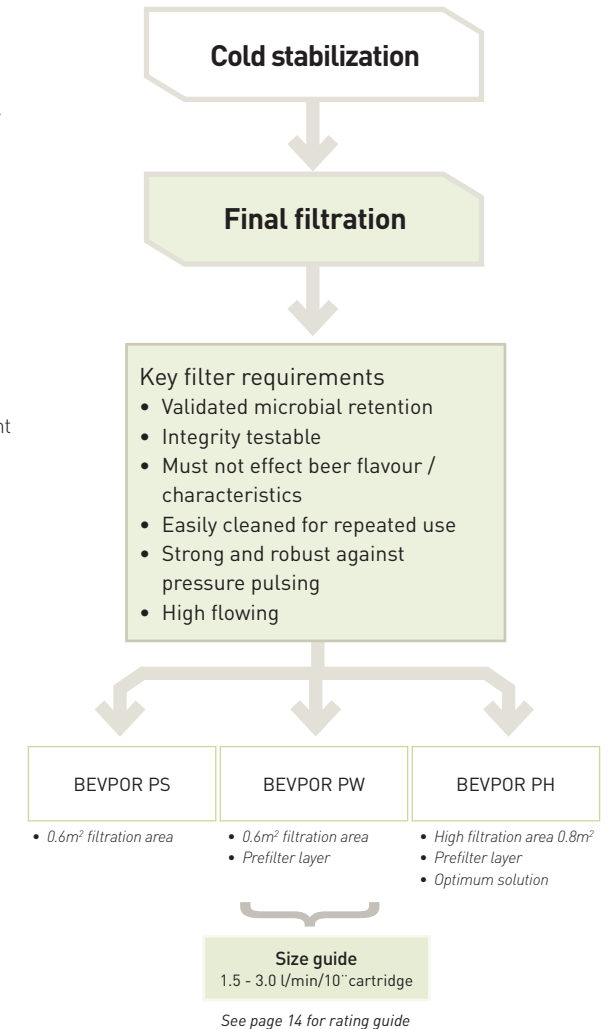 Cold stabilization
Final filtration
nt
Key filter requirements
• Validated microbial retention
• Integrity testable
• Must not effect beer flavour /
characteristics
• Easily cleaned for repeated use
• Strong and robust against
pressure pulsing
• High flowing
BEVPOR PS
• 0.6m² filtration area
BEVPOR PW
• 0.6m² filtration area
• Prefilter layer
BEVPOR PH
• High filtration area 0.8m²
• Prefilter layer
• Optimum solution
Size guide
1.5 - 3.0 l/min/10¨cartridge
See page 14 for rating guide